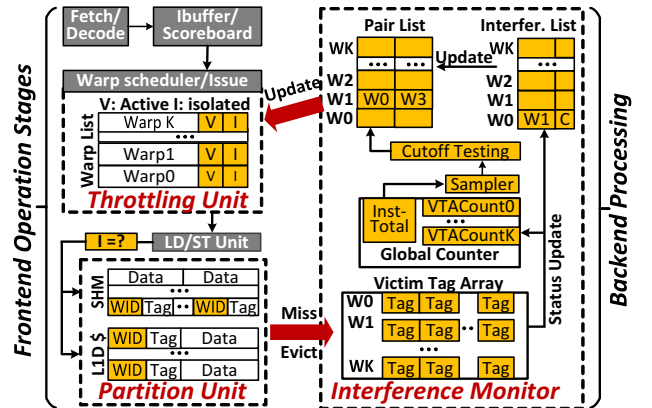 Frontend Operation Stages
Fetch/
Decode
Ibuffer/
Scoreboard
Warp scheduler/Issue
V: Active I: isolated
Warp List
Warp K V I
...
Warp1 V I
Warp0 V I
Throttling Unit
I =?
LD/ST Unit
SHM
Data Data
...
WID Tag ·· WID Tag
L1D $
WID Tag Data
...
WID Tag Data
Partition Unit
Update
Miss
Evict
Pair List
WK
...
W2
W1 W0 W3
W0
Update
Interfer. List
WK
...
W2
W1
W0 W1 C
Cutoff Testing
Sampler
Inst-
Total
VTACount0
...
VTACountK
Global Counter
Status Update
Victim Tag Array
W0 Tag Tag Tag
W1 Tag Tag ·· Tag
...
WK Tag Tag Tag
Interference Monitor
Backend Processing